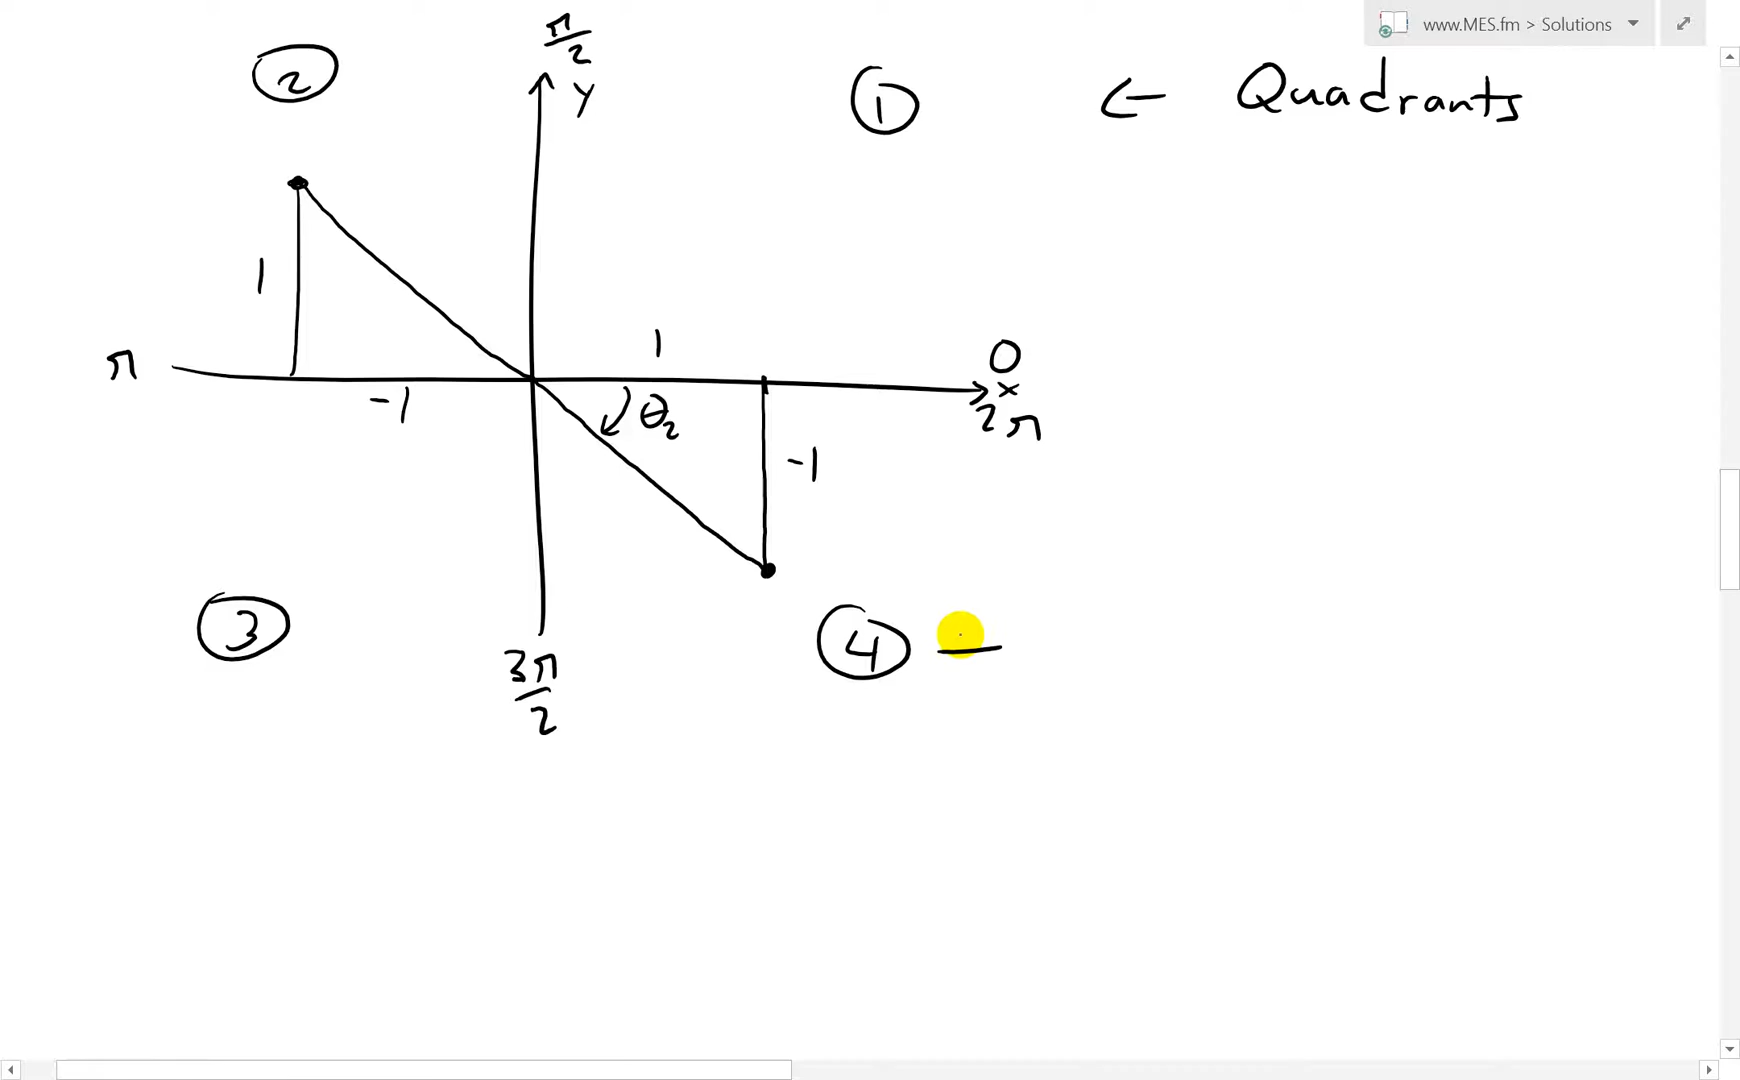 www.MES.fm > Solutions
π/2
② y ① ← Quadrants
1
1
π 0
-1 x
θ₂ 2π
-1
③ ④
3π/2